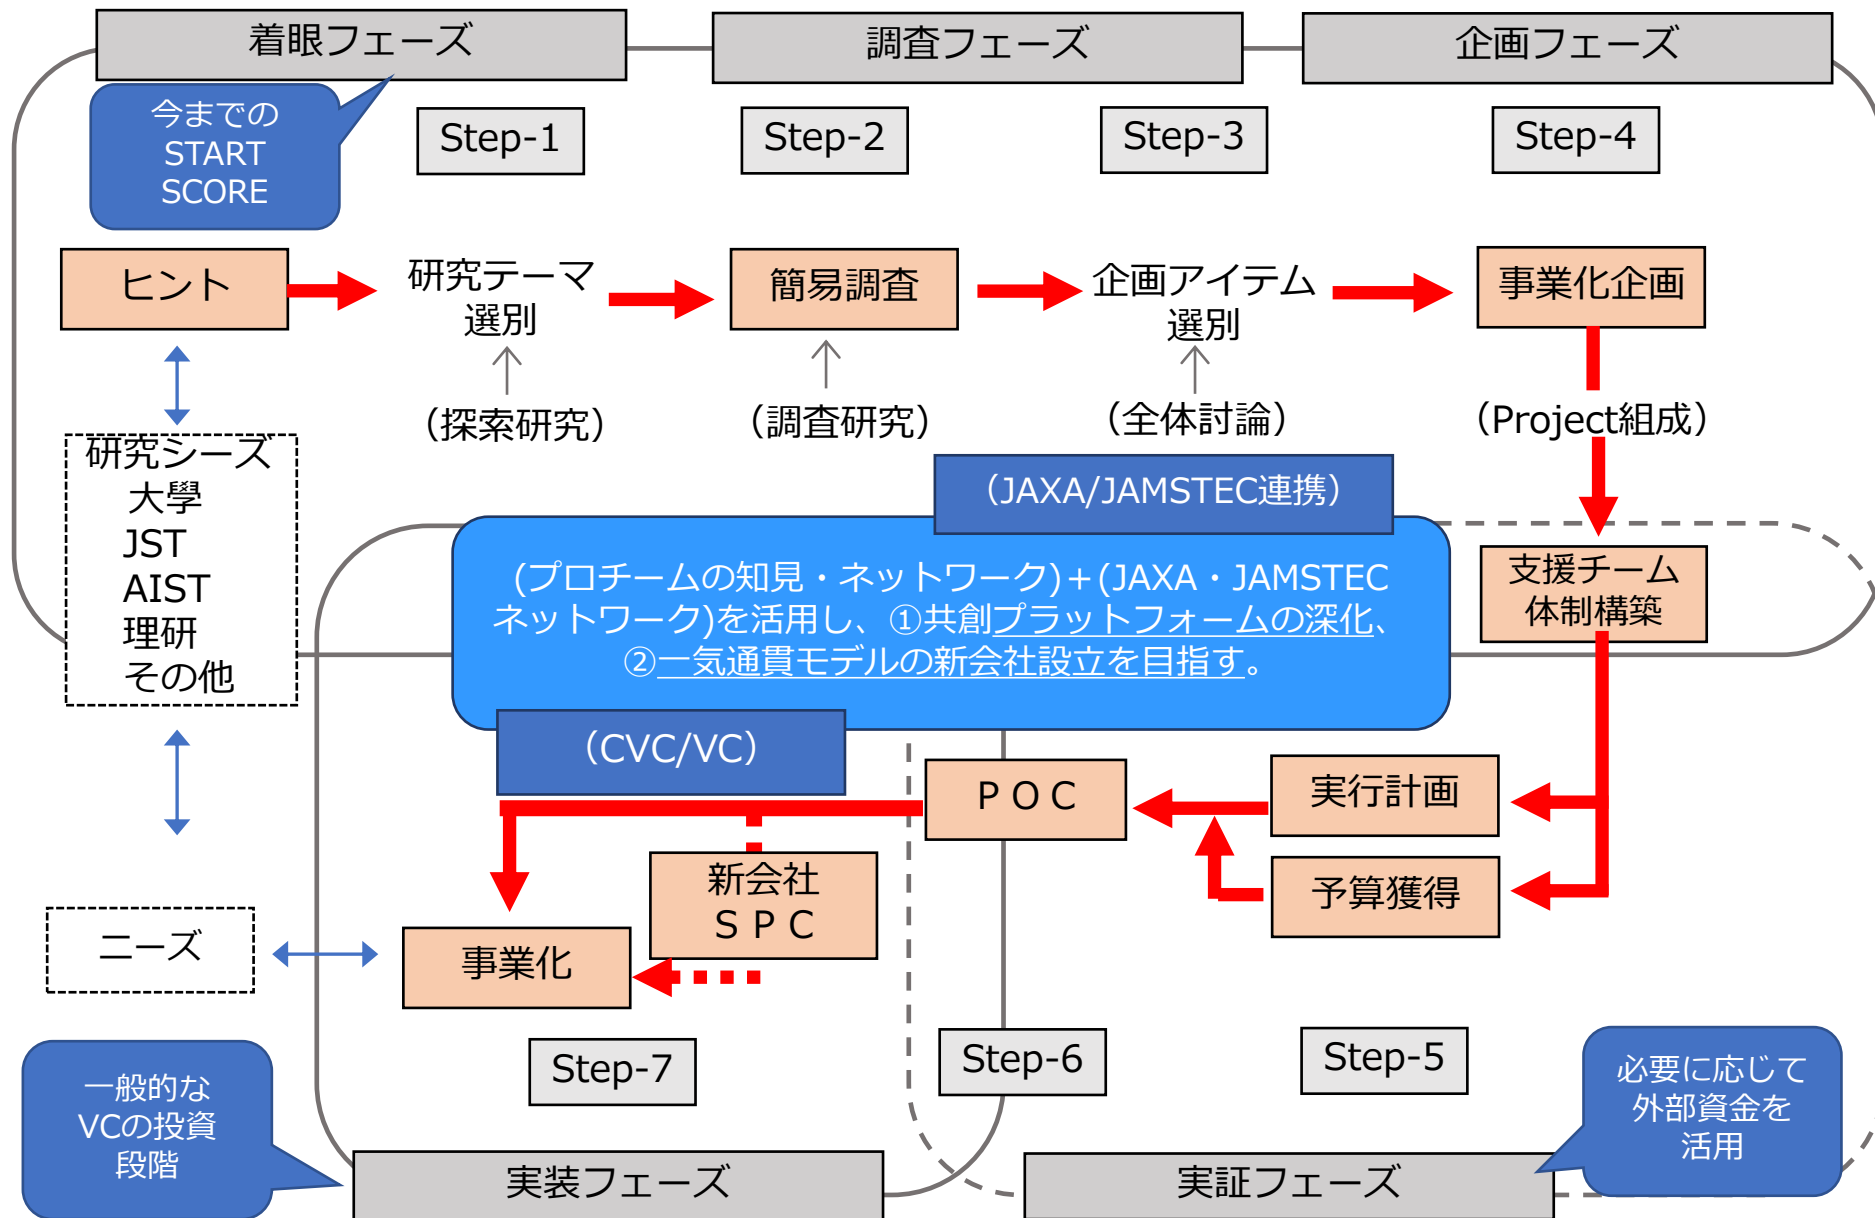 着眼フェーズ
調査フェーズ
企画フェーズ
今までの
START
SCORE
Step-1
Step-2
Step-3
Step-4
ヒント
研究テーマ
選別
簡易調査
企画アイテム
選別
事業化企画
（探索研究）
（調査研究）
（全体討論）
（Project組成）
研究シーズ
大學
JST
AIST
理研
その他
（JAXA/JAMSTEC連携）
(プロチームの知見・ネットワーク)＋(JAXA・JAMSTEC
ネットワーク)を活用し、①共創プラットフォームの深化、
②一気通貫モデルの新会社設立を目指す。
支援チーム
体制構築
（CVC/VC）
ＰＯＣ
実行計画
予算獲得
新会社
ＳＰＣ
ニーズ
事業化
Step-7
Step-6
Step-5
一般的な
VCの投資
段階
必要に応じて
外部資金を
活用
実装フェーズ
実証フェーズ